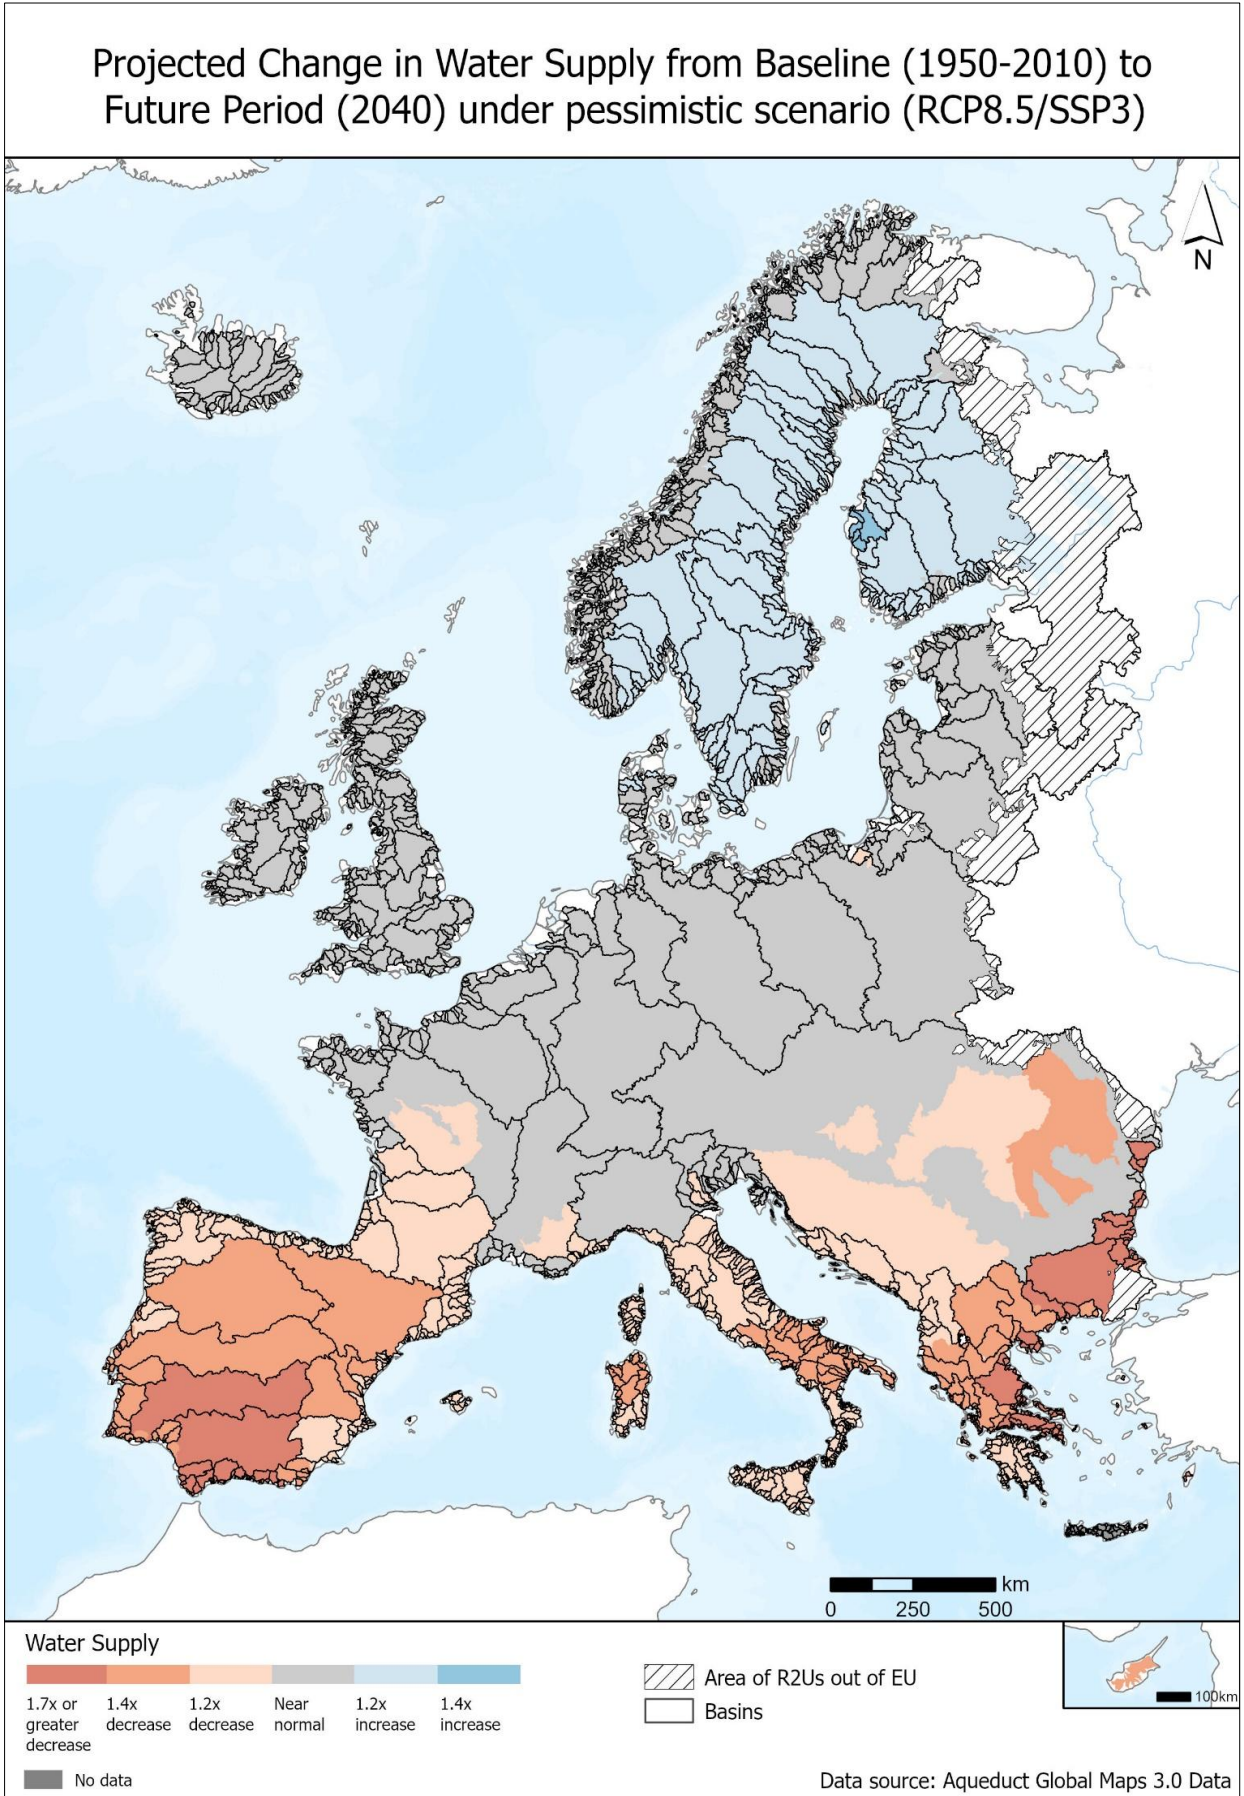 Projected Change in Water Supply from Baseline (1950-2010) to
Future Period (2040) under pessimistic scenario (RCP8.5/SSP3)
N
km
0 250 500
Water Supply
1.7x or greater decrease
1.4x decrease
1.2x decrease
Near normal
1.2x increase
1.4x increase
No data
Area of R2Us out of EU
Basins
100km
Data source: Aqueduct Global Maps 3.0 Data